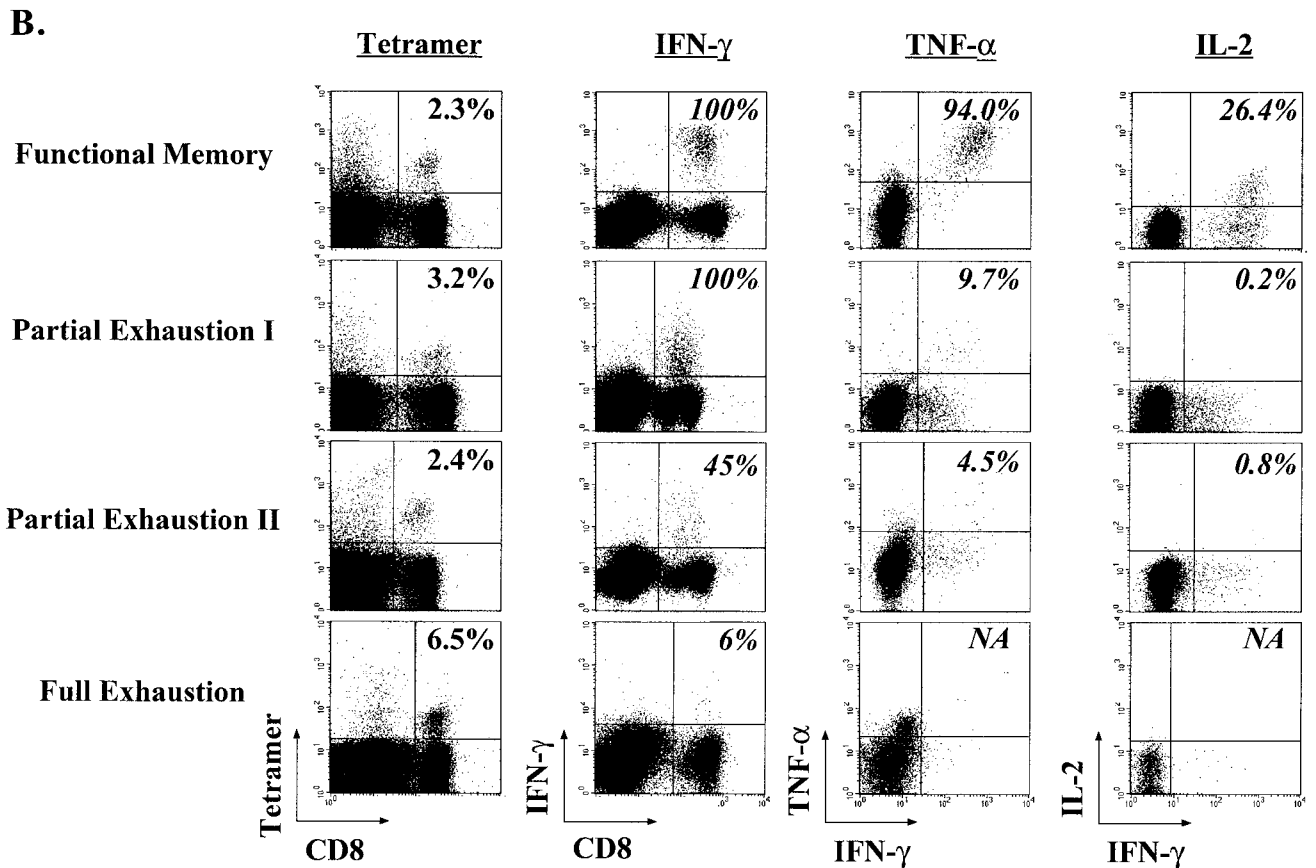 B.
Tetramer IFN-γ TNF-α IL-2
Functional Memory 2.3% 100% 94.0% 26.4%
Partial Exhaustion I 3.2% 100% 9.7% 0.2%
Partial Exhaustion II 2.4% 45% 4.5% 0.8%
Full Exhaustion 6.5% 6% NA NA
Tetramer IFN-γ TNF-α IL-2
CD8 CD8 IFN-γ IFN-γ